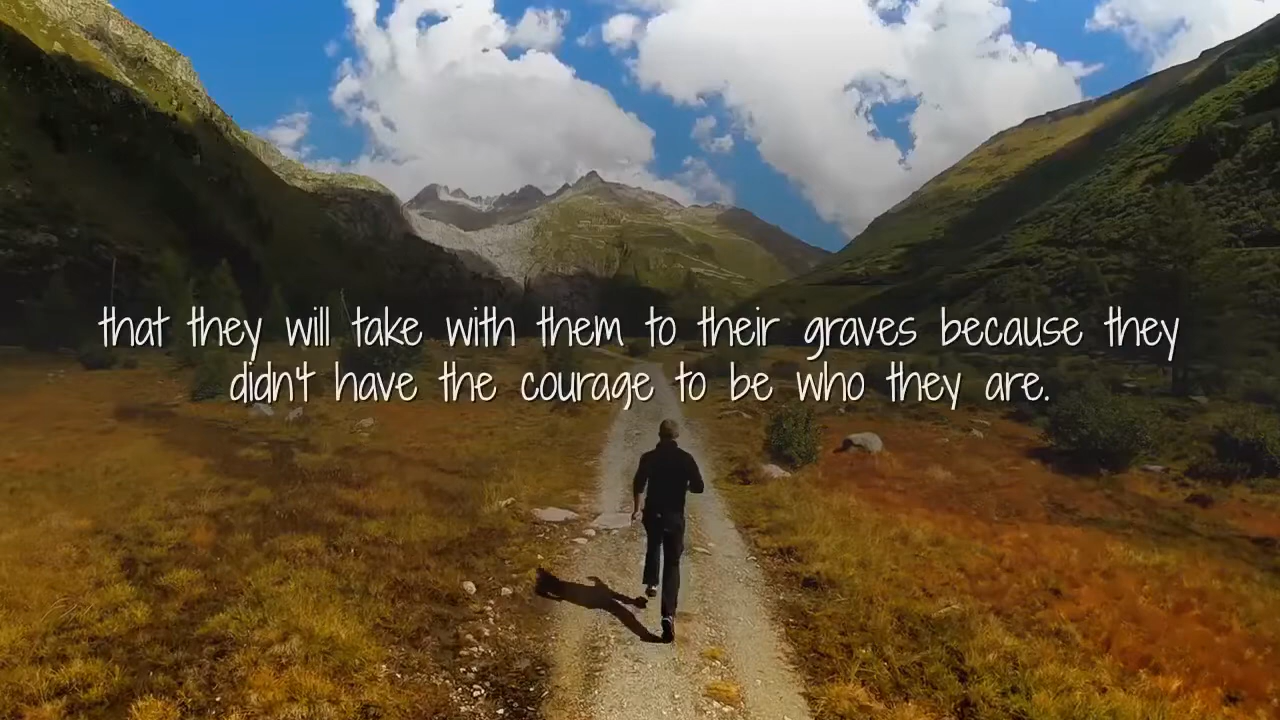 that they will take with them to their graves because they
didn't have the courage to be who they are.